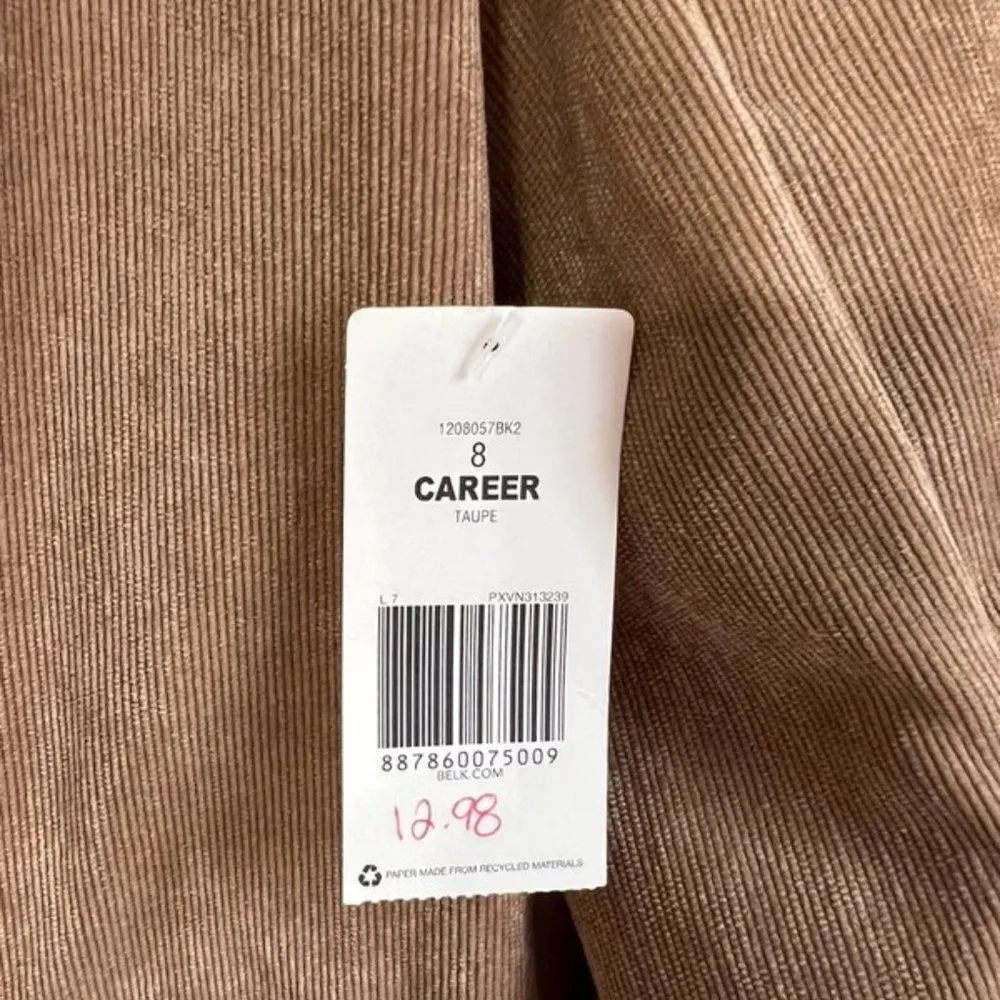 1208057BK2
8
CAREER
TAUPE
L 7 PXVN313239
887860075009
BELK.COM
12.98
PAPER MADE FROM RECYCLED MATERIALS